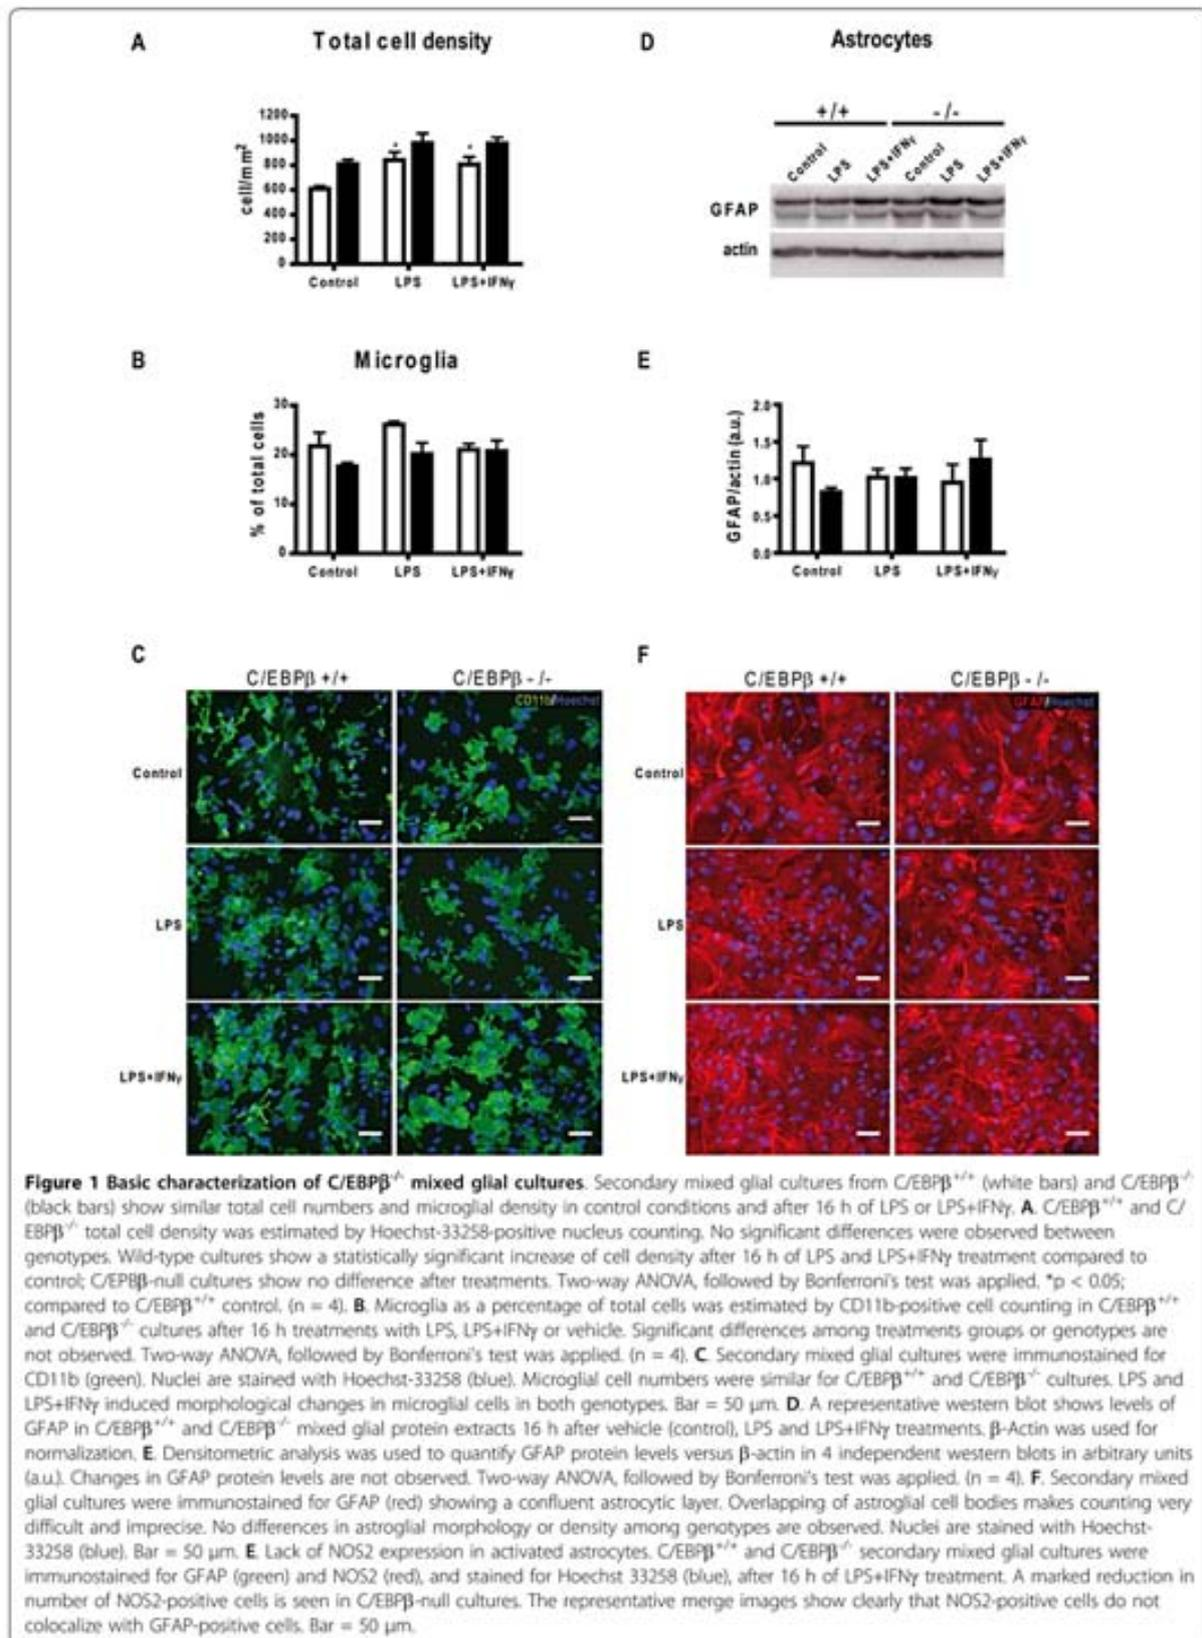 A
Total cell density
cell/mm²
1200
1000
800
600
400
200
0
*
*
Control LPS LPS+IFNγ
D
Astrocytes
+/+ -/-
Control LPS LPS+IFNγ Control LPS LPS+IFNγ
GFAP
actin
B
Microglia
% of total cells
30
20
10
0
Control LPS LPS+IFNγ
E
GFAP/actin (a.u.)
2.0
1.5
1.0
0.5
0.0
Control LPS LPS+IFNγ
C
C/EBPβ +/+ C/EBPβ -/-
CD11b/Hoechst
Control
LPS
LPS+IFNγ
F
C/EBPβ +/+ C/EBPβ -/-
GFAP/Hoechst
Control
LPS
LPS+IFNγ
Figure 1 Basic characterization of C/EBPβ-/- mixed glial cultures. Secondary mixed glial cultures from C/EBPβ+/+ (white bars) and C/EBPβ-/-
(black bars) show similar total cell numbers and microglial density in control conditions and after 16 h of LPS or LPS+IFNγ. A. C/EBPβ+/+ and C/
EBPβ-/- total cell density was estimated by Hoechst-33258-positive nucleus counting. No significant differences were observed between
genotypes. Wild-type cultures show a statistically significant increase of cell density after 16 h of LPS and LPS+IFNγ treatment compared to
control; C/EPBβ-null cultures show no difference after treatments. Two-way ANOVA, followed by Bonferroni's test was applied. *p < 0.05;
compared to C/EBPβ+/+ control. (n = 4). B. Microglia as a percentage of total cells was estimated by CD11b-positive cell counting in C/EBPβ+/+
and C/EBPβ-/- cultures after 16 h treatments with LPS, LPS+IFNγ or vehicle. Significant differences among treatments groups or genotypes are
not observed. Two-way ANOVA, followed by Bonferroni's test was applied. (n = 4). C. Secondary mixed glial cultures were immunostained for
CD11b (green). Nuclei are stained with Hoechst-33258 (blue). Microglial cell numbers were similar for C/EBPβ+/+ and C/EBPβ-/- cultures. LPS and
LPS+IFNγ induced morphological changes in microglial cells in both genotypes. Bar = 50 μm. D. A representative western blot shows levels of
GFAP in C/EBPβ+/+ and C/EBPβ-/- mixed glial protein extracts 16 h after vehicle (control), LPS and LPS+IFNγ treatments. β-Actin was used for
normalization. E. Densitometric analysis was used to quantify GFAP protein levels versus β-actin in 4 independent western blots in arbitrary units
(a.u.). Changes in GFAP protein levels are not observed. Two-way ANOVA, followed by Bonferroni's test was applied. (n = 4). F. Secondary mixed
glial cultures were immunostained for GFAP (red) showing a confluent astrocytic layer. Overlapping of astroglial cell bodies makes counting very
difficult and imprecise. No differences in astroglial morphology or density among genotypes are observed. Nuclei are stained with Hoechst-
33258 (blue). Bar = 50 μm. E. Lack of NOS2 expression in activated astrocytes. C/EBPβ+/+ and C/EBPβ-/- secondary mixed glial cultures were
immunostained for GFAP (green) and NOS2 (red), and stained for Hoechst 33258 (blue), after 16 h of LPS+IFNγ treatment. A marked reduction in
number of NOS2-positive cells is seen in C/EBPβ-null cultures. The representative merge images show clearly that NOS2-positive cells do not
colocalize with GFAP-positive cells. Bar = 50 μm.